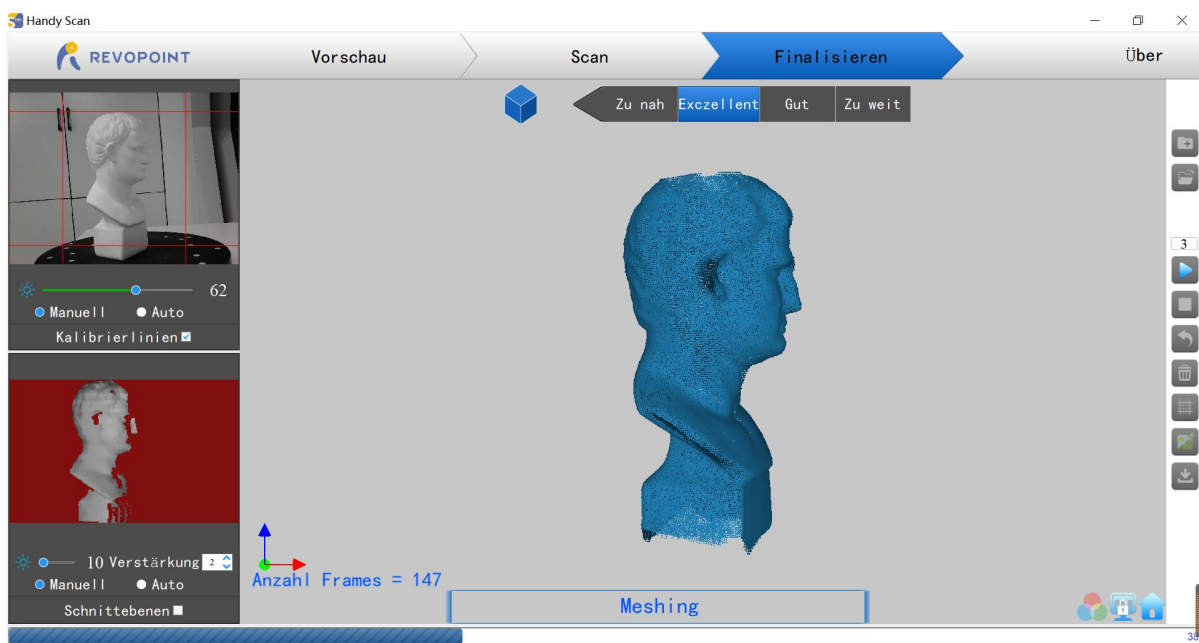 Handy Scan
REVOPOINT
Vorschau
Scan
Finalisieren
Über
Zu nah
Exczellent
Gut
Zu weit
62
Manuell
Auto
Kalibrierlinien
3
10 Verstärkung 2
Manuell
Auto
Schnittebenen
Anzahl Frames = 147
Meshing
38